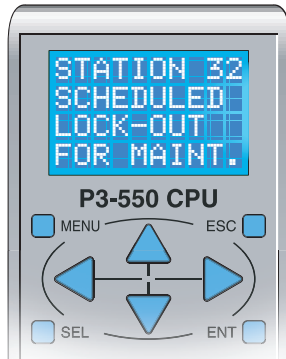 STATION 32
SCHEDULED
LOCK-OUT
FOR MAINT.
P3-550 CPU
MENU ESC
SEL ENT